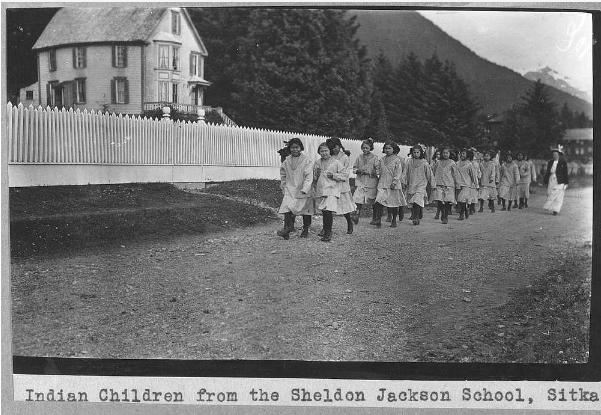 Indian Children from the Sheldon Jackson School, Sitka